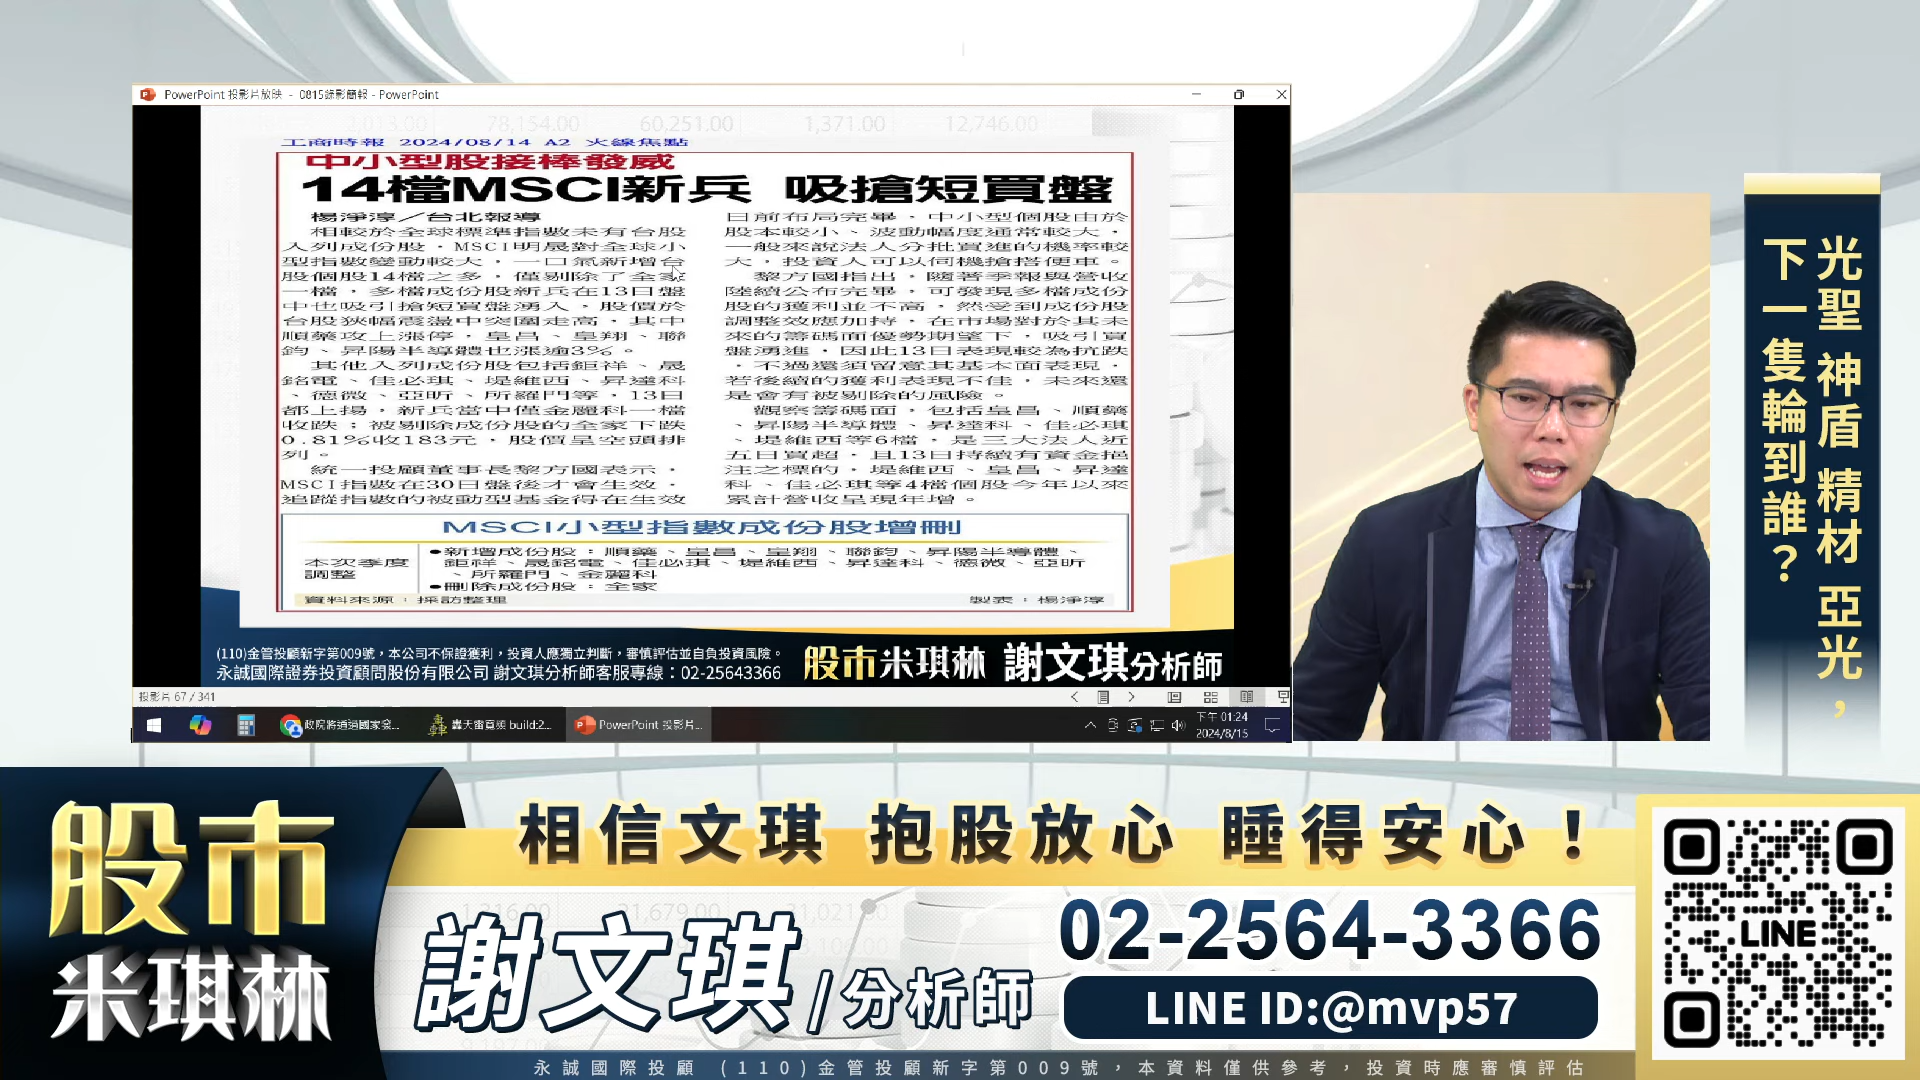 PowerPoint 投影片放映 - 0815錄影簡報 - PowerPoint
2,013.00 78,154.00 60,251.00 1,371.00 12,746.00
工商時報 2024/08/14 A2 火線焦點
中小型股接棒發威
14檔MSCI新兵 吸搶短買盤
楊淨淳／台北報導
相較於全球標準指數未有台股
入列成份股，MSCI明晟對全球小
型指數變動較大，一口氣新增台
股個股14檔之多，僅剔除了全家
一檔，多檔成份股新兵在13日盤
中也吸引搶短買盤湧入，股價於
台股狹幅震盪中突圍走高，其中
順藥攻上漲停，皇昌、皇翔、聯
鈞、昇陽半導體也漲逾3%。
其他入列成份股包括鉅祥、晟
銘電、佳必琪、堤維西、昇達科
、德微、亞昕、所羅門等，13日
都上揚，新兵當中僅金麗科一檔
收跌；被剔除成份股的全家下跌
0.81%收183元，股價呈空頭排
列。
統一投顧董事長黎方國表示，
MSCI指數在30日盤後才會生效，
追蹤指數的被動型基金得在生效
日前布局完畢，中小型個股由於
股本較小、波動幅度通常較大，
一般來說法人分批買進的機率較
大，投資人可以伺機搶搭便車。
黎方國指出，隨著季報與營收
陸續公布完畢，可發現多檔成份
股的獲利並不高，然受到成份股
調整效應加持，在市場對於其未
來的籌碼面優勢期望下，吸引買
盤湧進，因此13日表現較為抗跌
，不過還須留意其基本面表現，
若後續的獲利表現不佳，未來還
是會有被剔除的風險。
觀察籌碼面，包括皇昌、順藥
、昇陽半導體、昇達科、佳必琪
、堤維西等6檔，是三大法人近
五日買超，且13日持續有資金挹
注之標的，堤維西、皇昌、昇達
科、佳必琪等4檔個股今年以來
累計營收呈現年增。
MSCI小型指數成份股增刪
本次季度
調整
●新增成份股：順藥、皇昌、皇翔、聯鈞、昇陽半導體、
鉅祥、晟銘電、佳必琪、堤維西、昇達科、德微、亞昕
、所羅門、金麗科
●刪除成份股：全家
資料來源：採訪整理 製表：楊淨淳
(110)金管投顧新字第009號，本公司不保證獲利，投資人應獨立判斷，審慎評估並自負投資風險。
永誠國際證券投資顧問股份有限公司 謝文琪分析師客服專線：02-25643366
股市米琪林 謝文琪分析師
投影片 67 / 341
轟天雷直頻 build:2...
PowerPoint 投影片...
下午 01:24
2024/8/15
光聖 神盾 精材 亞光，
下一隻輪到誰？
股市
米琪林
相信文琪 抱股放心 睡得安心！
謝文琪/分析師
02-2564-3366
LINE ID:@mvp57
LINE
永誠國際投顧 (110)金管投顧新字第009號，本資料僅供參考，投資時應審慎評估